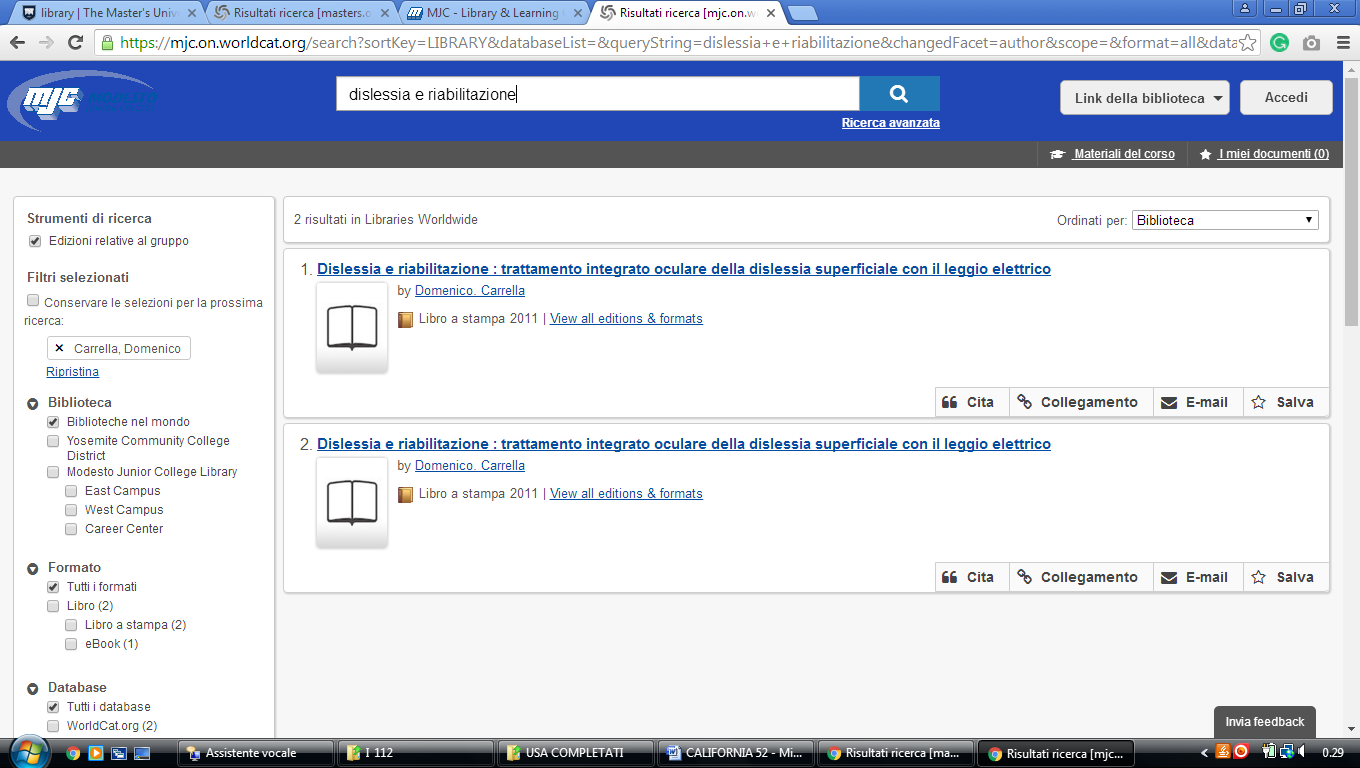 library | The Master's Univ
Risultati ricerca [masters.o
MJC - Library & Learning
Risultati ricerca [mjc.on.w
https://mjc.on.worldcat.org/search?sortKey=LIBRARY&databaseList=&queryString=dislessia+e+riabilitazione&changedFacet=author&scope=&format=all&data
mjc MODESTO
dislessia e riabilitazione
Link della biblioteca
Accedi
Ricerca avanzata
Materiali del corso
I miei documenti (0)
Strumenti di ricerca
Edizioni relative al gruppo
Filtri selezionati
Conservare le selezioni per la prossima
ricerca:
Carrella, Domenico
Ripristina
Biblioteca
Biblioteche nel mondo
Yosemite Community College
District
Modesto Junior College Library
East Campus
West Campus
Career Center
Formato
Tutti i formati
Libro (2)
Libro a stampa (2)
eBook (1)
Database
Tutti i database
WorldCat.org (2)
2 risultati in Libraries Worldwide
Ordinati per: Biblioteca
1. Dislessia e riabilitazione : trattamento integrato oculare della dislessia superficiale con il leggio elettrico
by Domenico. Carrella
Libro a stampa 2011 | View all editions & formats
Cita Collegamento E-mail Salva
2. Dislessia e riabilitazione : trattamento integrato oculare della dislessia superficiale con il leggio elettrico
by Domenico. Carrella
Libro a stampa 2011 | View all editions & formats
Cita Collegamento E-mail Salva
Invia feedback
Assistente vocale
I 112
USA COMPLETATI
CALIFORNIA 52 - Mi...
Risultati ricerca [ma...
Risultati ricerca [mjc...
0.29